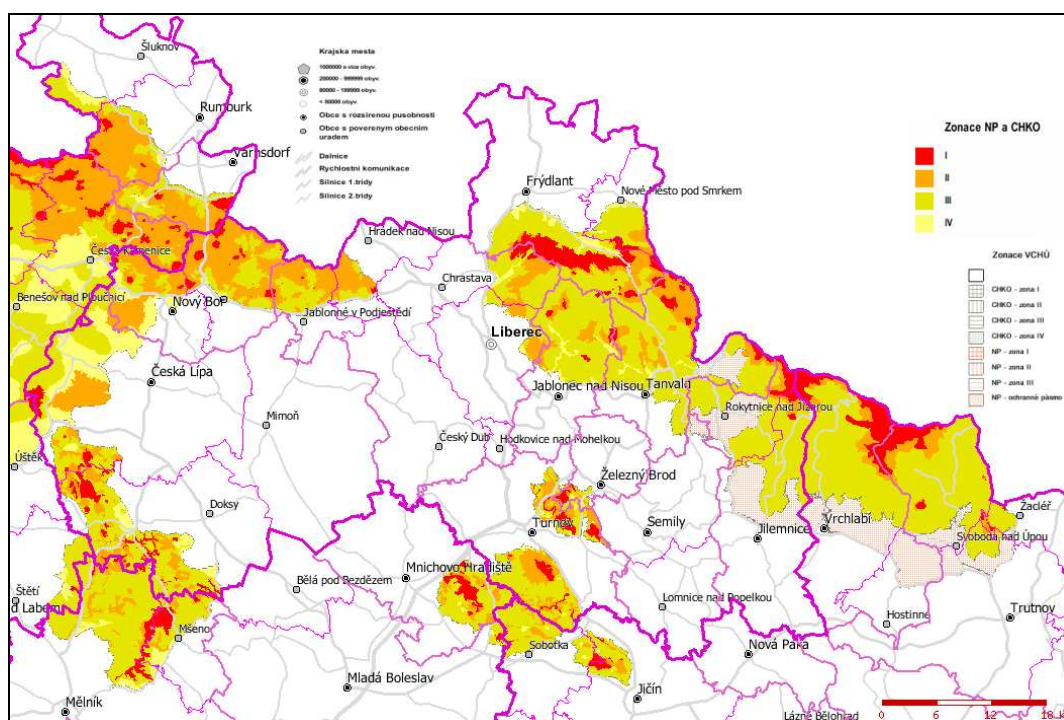 Šluknov
Krajska mesta
1000000 a více obyv.
200000 - 999999 obyv.
< 50000 obyv.
Obce s rozsirenou pusobnosti
Obce s poverenym obecnim
uradem
Dalnice
Rychlostni komunikace
Silnice 1.tridy
Silnice 2.tridy
Rumburk
Varnsdorf
Zonace NP a CHKO
I
II
III
IV
Frýdlant
Nové Město pod Smrkem
Hrádek nad Nisou
Česká Kamenice
Chrastava
Zonace VCHÚ
CHKO - zona I
CHKO - zona II
CHKO - zona III
CHKO - zona IV
NP - zona I
NP - zona II
NP - zona III
NP - ochranné pásmo
Benešov nad Ploučnicí
Nový Bor
Jablonné v Podještědí
Liberec
Česká Lípa
Jablonec nad Nisou
Tanvald
Mimoň
Rokytnice nad Jizerou
Český Dub
Hodkovice nad Mohelkou
Úštěk
Železný Brod
Doksy
Turnov
Semily
Jilemnice
Vrchlabí
Žacléř
Svoboda nad Úpou
Štětí
d Labem
Bělá pod Bezdězem
Mnichovo Hradiště
Lomnice nad Popelkou
Hostinne
Trutnov
Mšeno
Sobotka
Nová Paka
Mladá Boleslav
Jičín
Mělník
Lázně Bělohrad
0
6
12
18